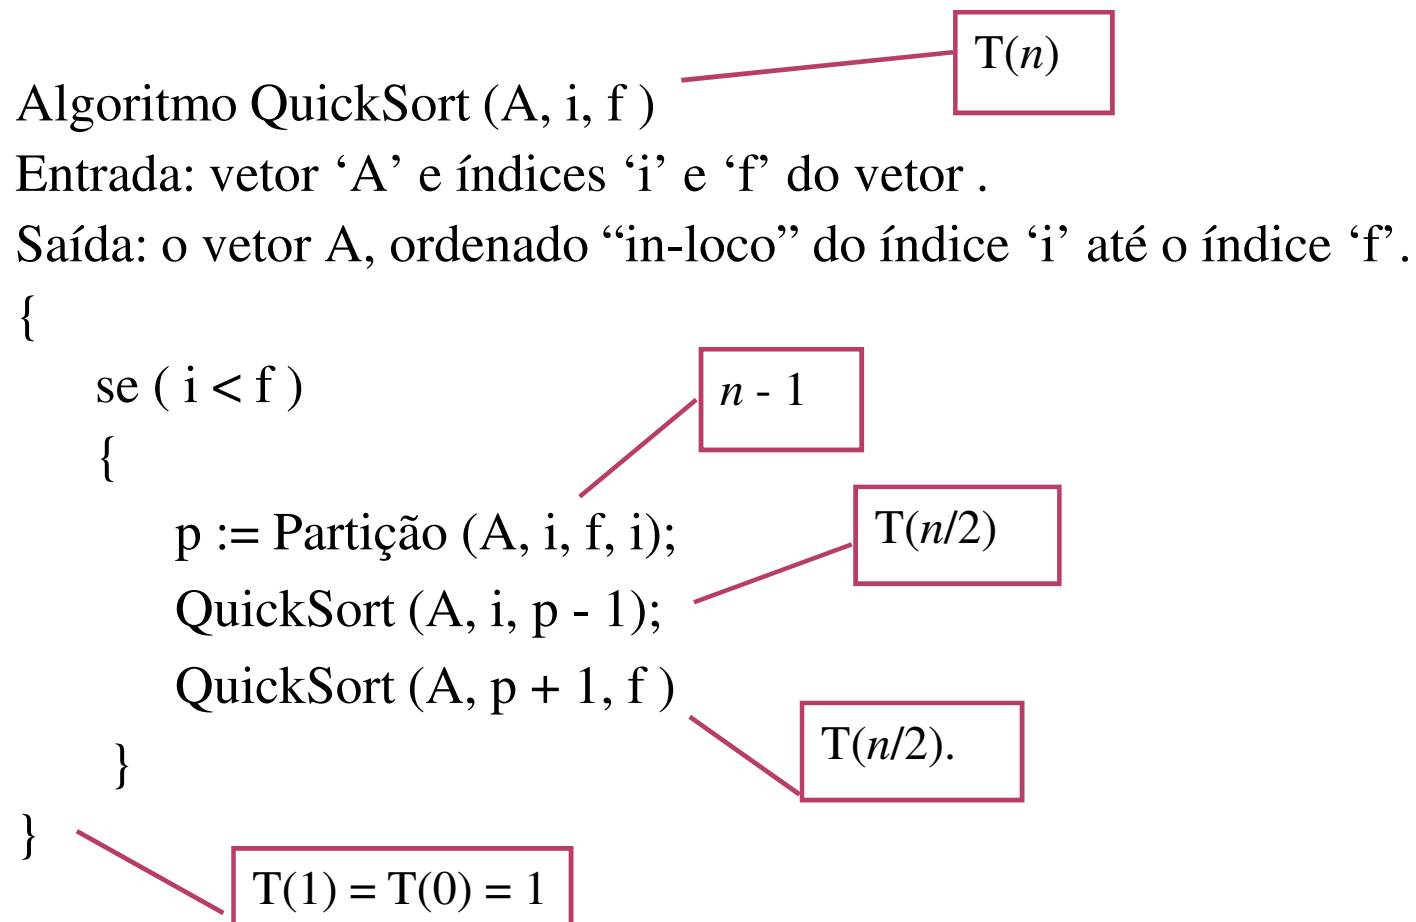 T(n)
Algoritmo QuickSort (A, i, f )
Entrada: vetor ‘A’ e índices ‘i’ e ‘f’ do vetor .
Saída: o vetor A, ordenado “in-loco” do índice ‘i’ até o índice ‘f’.
{
se ( i < f )
n - 1
{
p := Partição (A, i, f, i);
T(n/2)
QuickSort (A, i, p - 1);
QuickSort (A, p + 1, f )
T(n/2).
}
}
T(1) = T(0) = 1